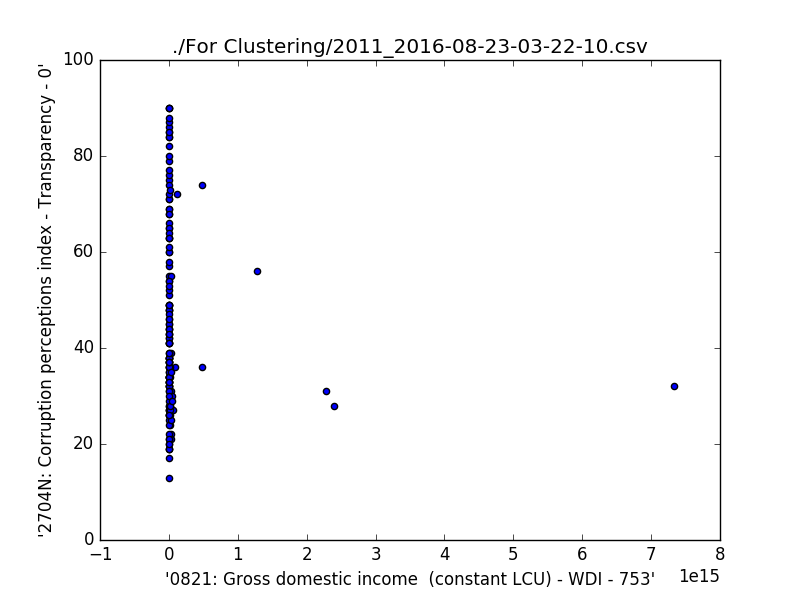 ./For Clustering/2011_2016-08-23-03-22-10.csv
100
80
60
40
20
0
'2704N: Corruption perceptions index - Transparency - 0'
−1 0 1 2 3 4 5 6 7 8
1e15
'0821: Gross domestic income  (constant LCU) - WDI - 753'